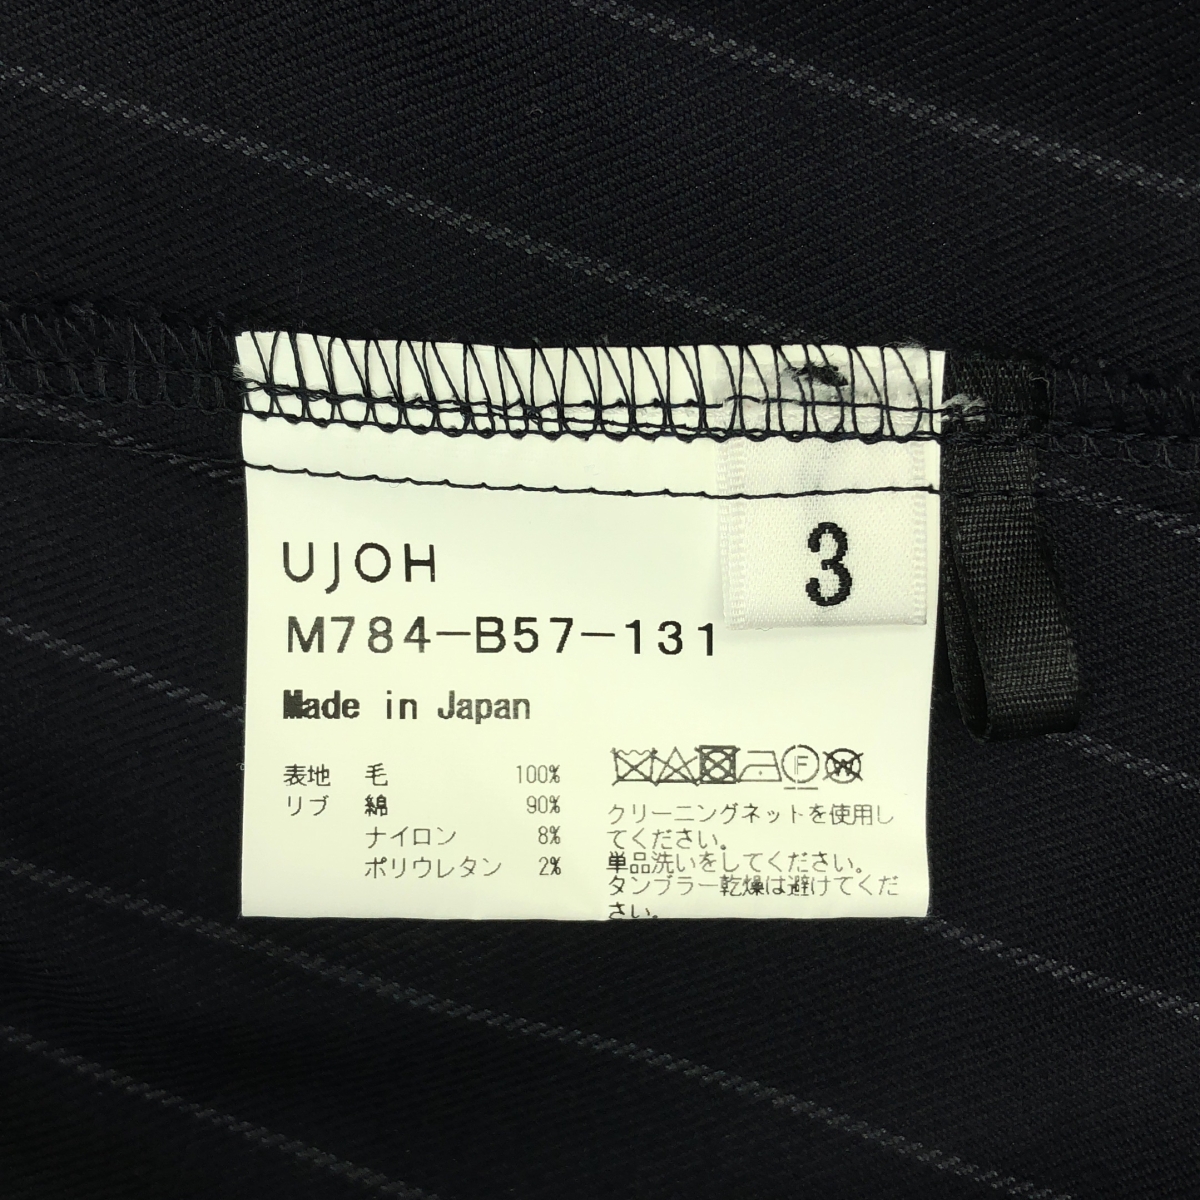 3
UJOH
M784-B57-131
Made in Japan
表地 毛 100%
リブ 綿 90%
ナイロン 8%
ポリウレタン 2%
F W
クリーニングネットを使用し
てください。
単品洗いをしてください。
タンブラー乾燥は避けてくだ
さい。